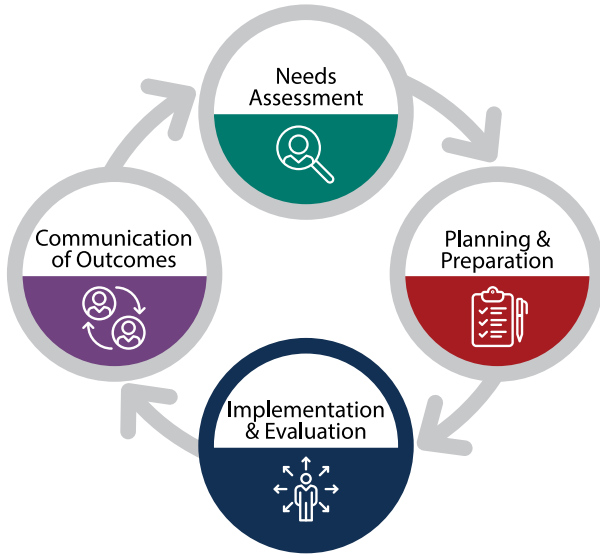 Needs
Assessment
Planning &
Preparation
Implementation
& Evaluation
Communication
of Outcomes